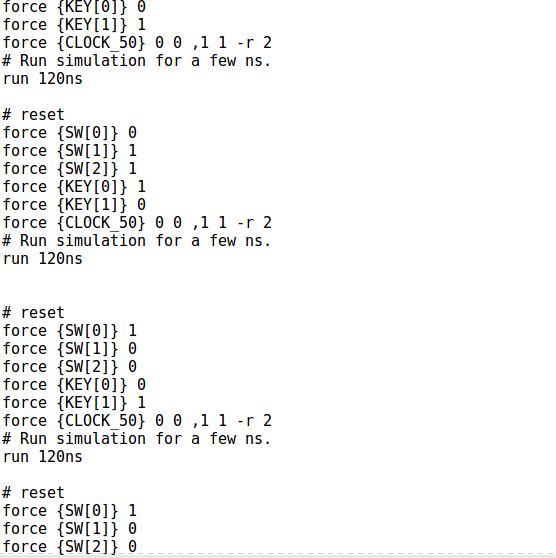 force {KEY[0]} 0
force {KEY[1]} 1
force {CLOCK_50} 0 0 ,1 1 -r 2
# Run simulation for a few ns.
run 120ns
# reset
force {SW[0]} 0
force {SW[1]} 1
force {SW[2]} 1
force {KEY[0]} 1
force {KEY[1]} 0
force {CLOCK_50} 0 0 ,1 1 -r 2
# Run simulation for a few ns.
run 120ns
# reset
force {SW[0]} 1
force {SW[1]} 0
force {SW[2]} 0
force {KEY[0]} 0
force {KEY[1]} 1
force {CLOCK_50} 0 0 ,1 1 -r 2
# Run simulation for a few ns.
run 120ns
# reset
force {SW[0]} 1
force {SW[1]} 0
force {SW[2]} 0